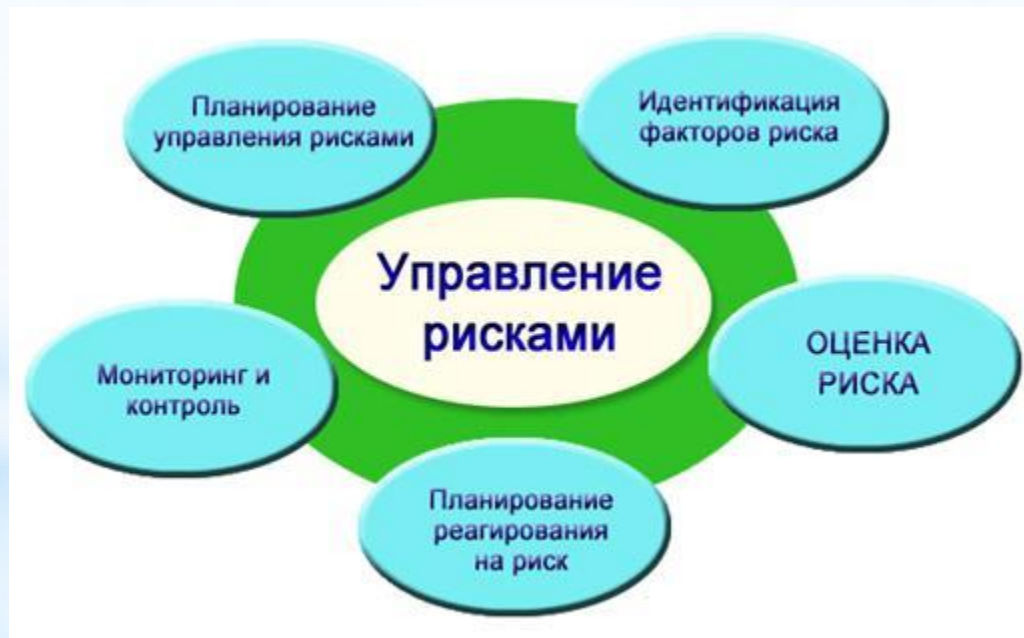 Планирование
управления рисками
Идентификация
факторов риска
Управление
рисками
Мониторинг и
контроль
ОЦЕНКА
РИСКА
Планирование
реагирования
на риск